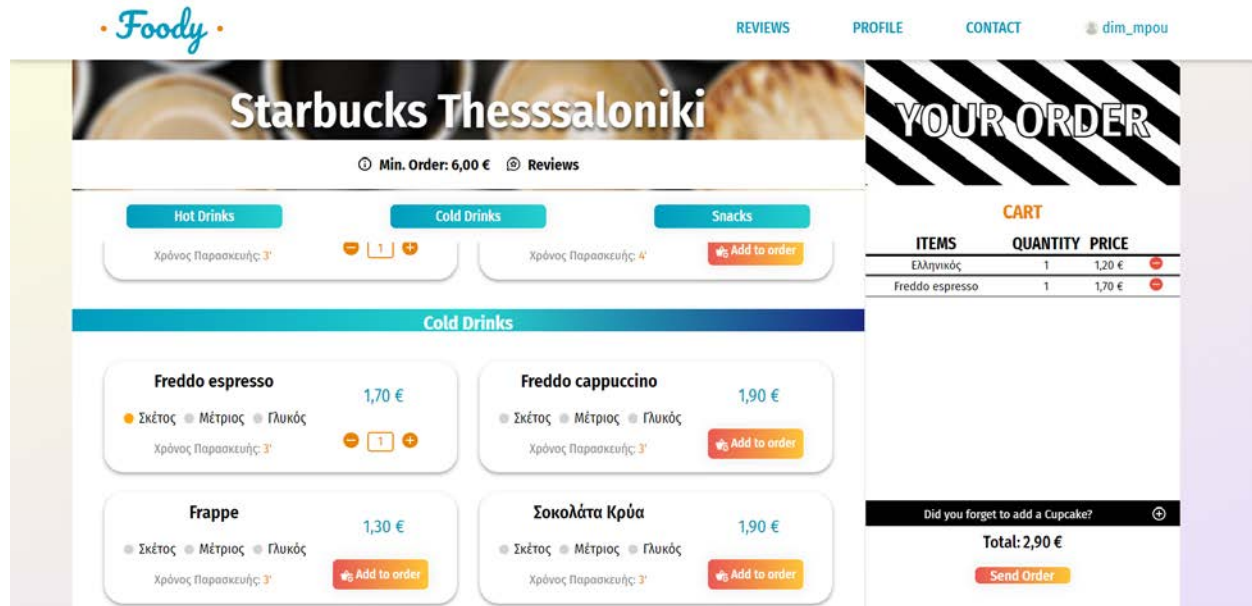 Foody
REVIEWS PROFILE CONTACT dim_mpou
Starbucks Thesssaloniki
Min. Order: 6,00 € Reviews
Hot Drinks Cold Drinks Snacks
Χρόνος Παρασκευής: 3' 1
Χρόνος Παρασκευής: 4' Add to order
Cold Drinks
Freddo espresso
1,70 €
Σκέτος Μέτριος Γλυκός
Χρόνος Παρασκευής: 3' 1
Freddo cappuccino
1,90 €
Σκέτος Μέτριος Γλυκός
Χρόνος Παρασκευής: 3' Add to order
Frappe
1,30 €
Σκέτος Μέτριος Γλυκός
Χρόνος Παρασκευής: 3' Add to order
Σοκολάτα Κρύα
1,90 €
Σκέτος Μέτριος Γλυκός
Χρόνος Παρασκευής: 3' Add to order
YOUR ORDER
CART
ITEMS QUANTITY PRICE
Ελληνικός 1 1,20 €
Freddo espresso 1 1,70 €
Did you forget to add a Cupcake?
Total: 2,90 €
Send Order